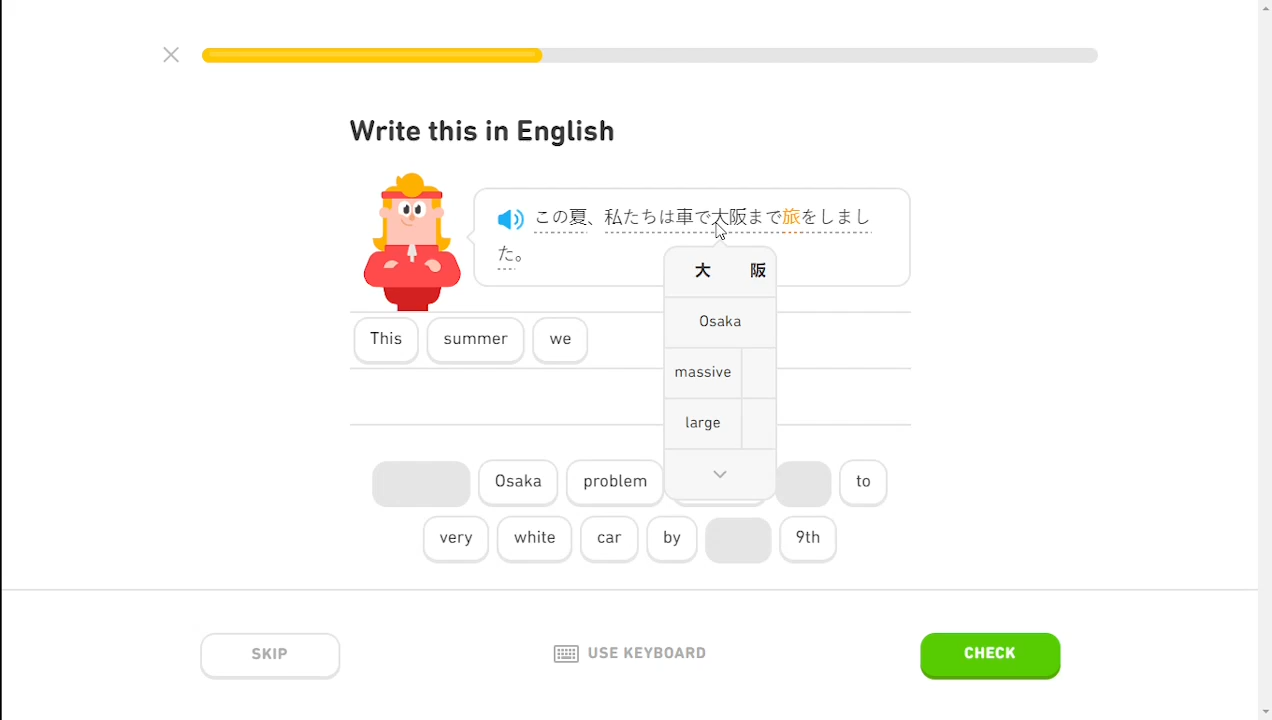 Write this in English
この夏、私たちは車で大阪まで旅をしまし
た。
大 阪
Osaka
massive
large
This summer we
Osaka problem to
very white car by 9th
SKIP USE KEYBOARD CHECK